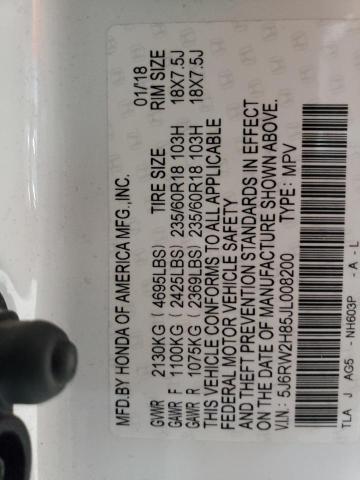 MFD.BY HONDA OF AMERICA MFG.,INC. 01/'18
GVWR 2130KG ( 4695LBS) TIRE SIZE RIM SIZE
GAWR F 1100KG ( 2425LBS) 235/60R18 103H 18X7.5J
GAWR R 1075KG ( 2369LBS) 235/60R18 103H 18X7.5J
THIS VEHICLE CONFORMS TO ALL APPLICABLE
FEDERAL MOTOR VEHICLE SAFETY
AND THEFT PREVENTION STANDARDS IN EFFECT
ON THE DATE OF MANUFACTURE SHOWN ABOVE.
V.I.N.: 5J6RW2H85JL008200 TYPE: MPV
TLA J AG5 - NH603P - A - L